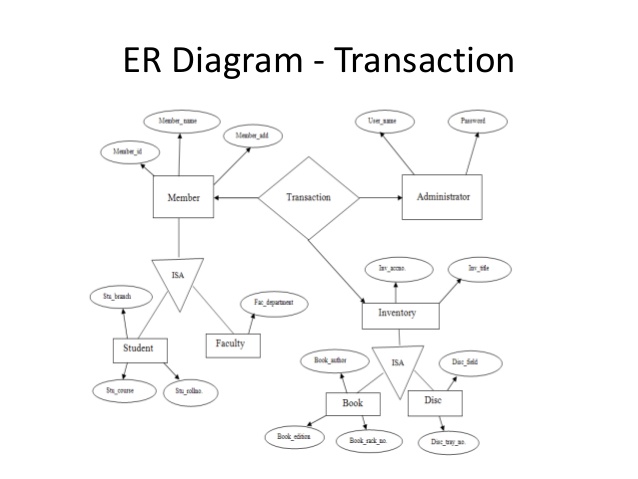 ER Diagram - Transaction
Member_name
User_name
Password
Member_add
Member_id
Member
Transaction
Administrator
ISA
Inv_accno.
Inv_title
Stu_branch
Fac_department
Inventory
Student
Faculty
Book_author
ISA
Disc_field
Stu_course
Stu_rollno.
Book
Disc
Book_edition
Book_rack_no.
Disc_tray_no.